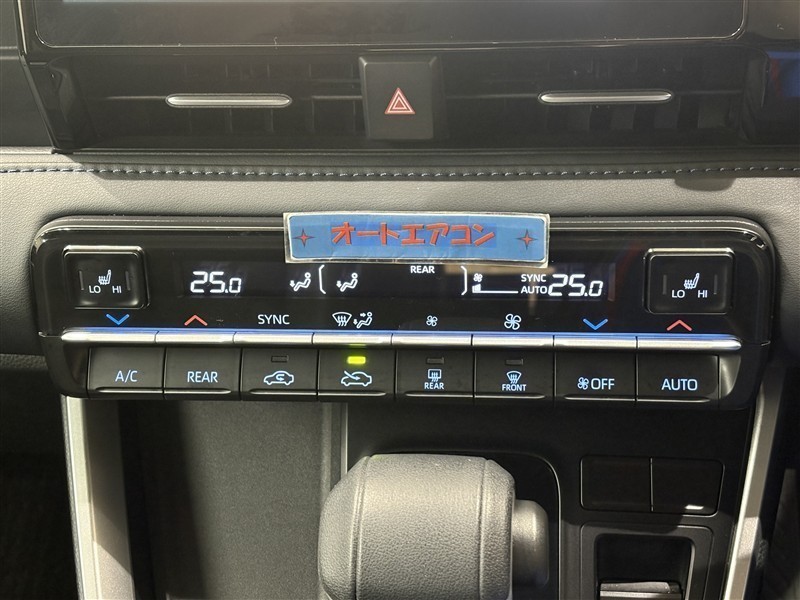 オートエアコン
LO HI
25.0
REAR
SYNC
AUTO 25.0
LO HI
SYNC
A/C
REAR
REAR
FRONT
OFF
AUTO